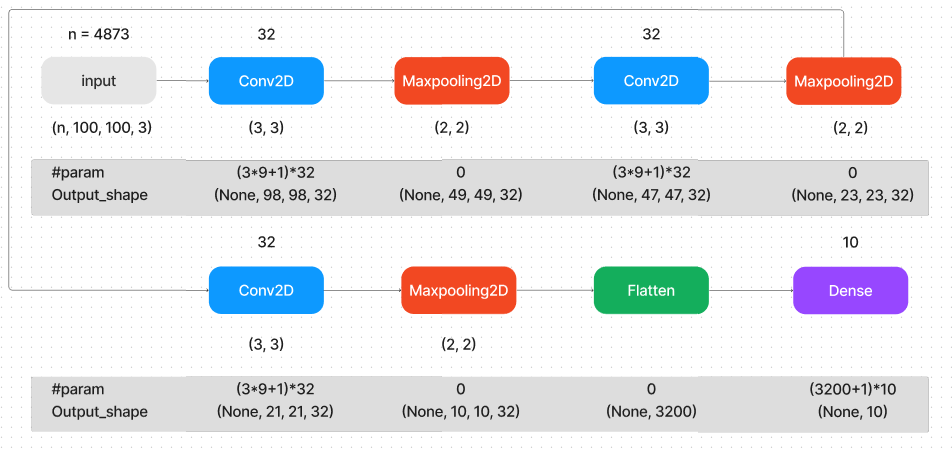 n = 4873 32 32
input Conv2D Maxpooling2D Conv2D Maxpooling2D
(n, 100, 100, 3) (3, 3) (2, 2) (3, 3) (2, 2)
#param (3*9+1)*32 0 (3*9+1)*32 0
Output_shape (None, 98, 98, 32) (None, 49, 49, 32) (None, 47, 47, 32) (None, 23, 23, 32)
32 10
Conv2D Maxpooling2D Flatten Dense
(3, 3) (2, 2)
#param (3*9+1)*32 0 0 (3200+1)*10
Output_shape (None, 21, 21, 32) (None, 10, 10, 32) (None, 3200) (None, 10)